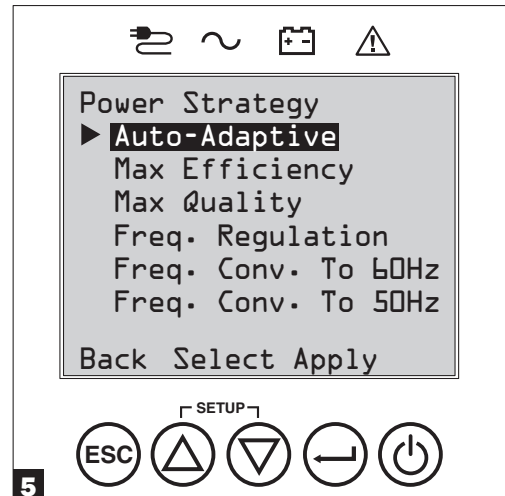 Power Strategy
Auto-Adaptive
Max Efficiency
Max Quality
Freq. Regulation
Freq. Conv. To 60Hz
Freq. Conv. To 50Hz
Back Select Apply
SETUP
ESC
5